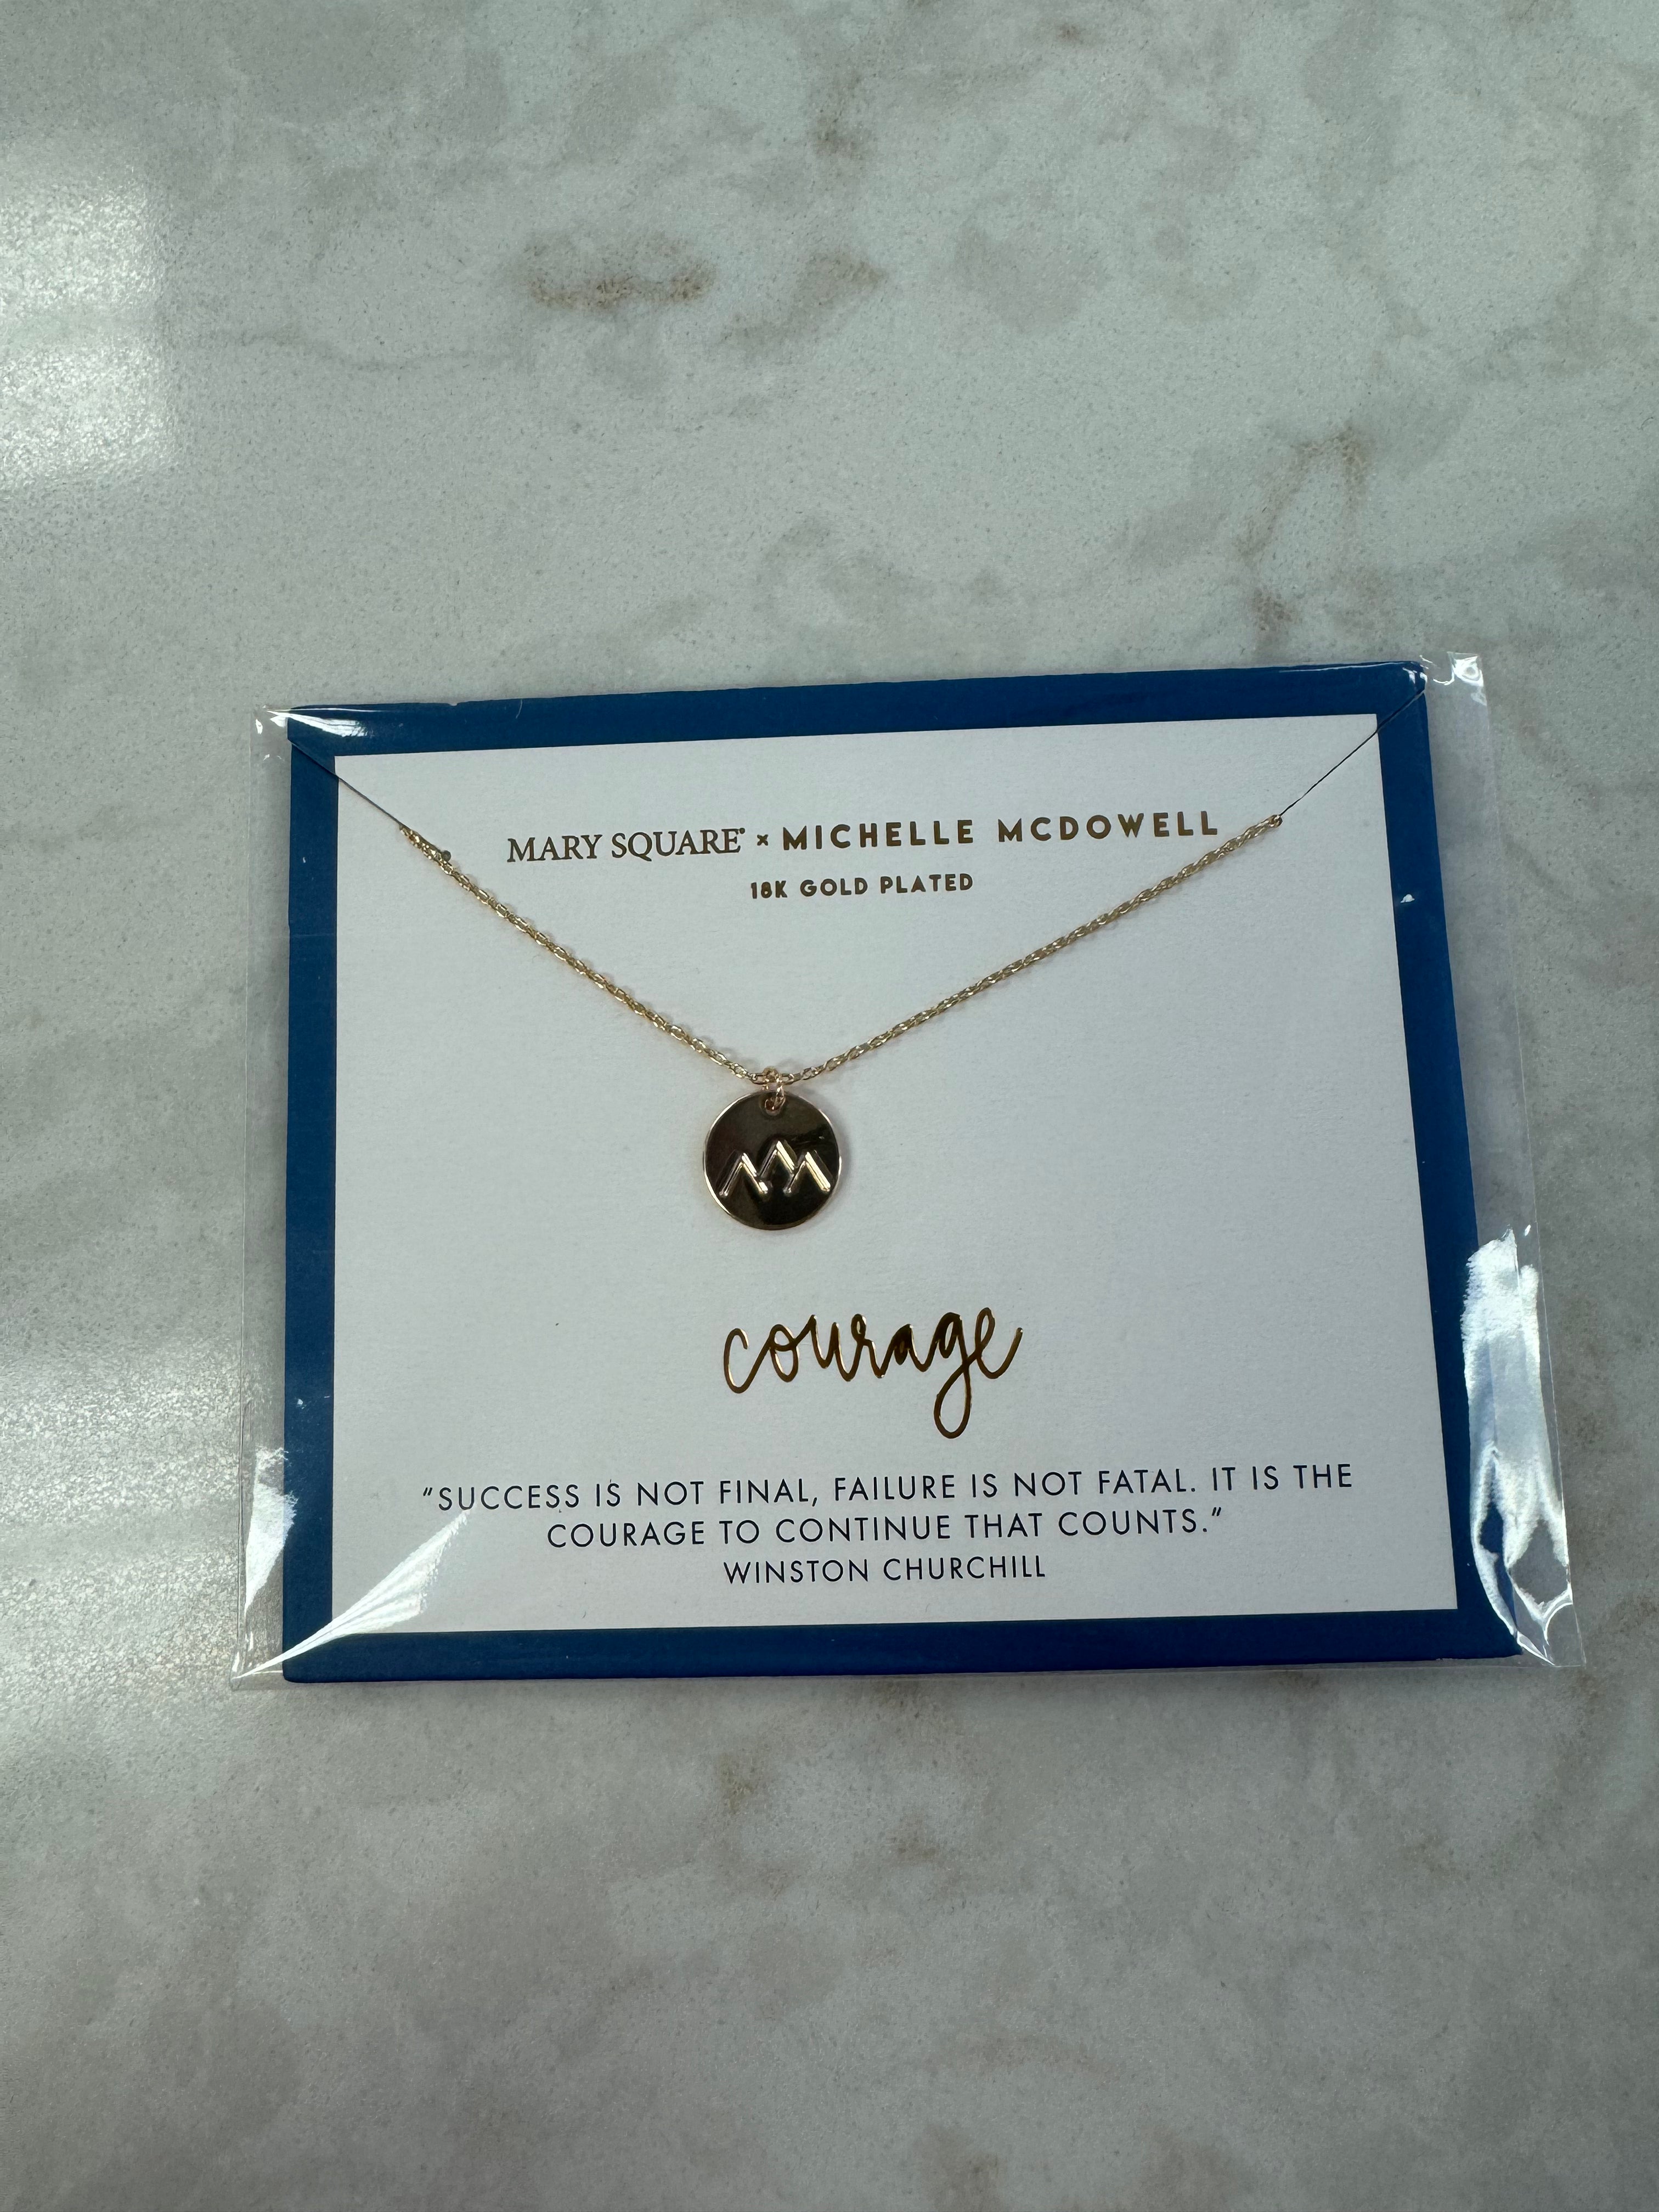 MARY SQUARE® × MICHELLE MCDOWELL
18K GOLD PLATED
courage
"SUCCESS IS NOT FINAL, FAILURE IS NOT FATAL. IT IS THE
COURAGE TO CONTINUE THAT COUNTS."
WINSTON CHURCHILL